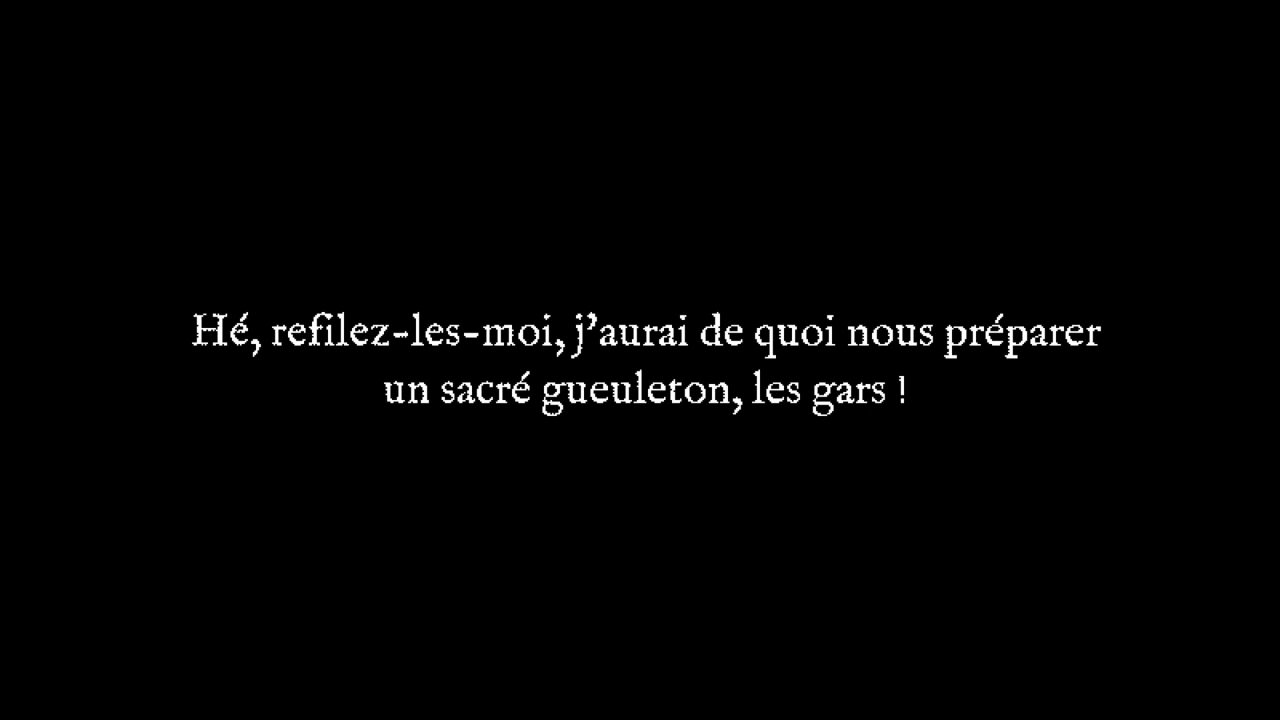 Hé, refilez-les-moi, j’aurai de quoi nous préparer
un sacré gueuleton, les gars !